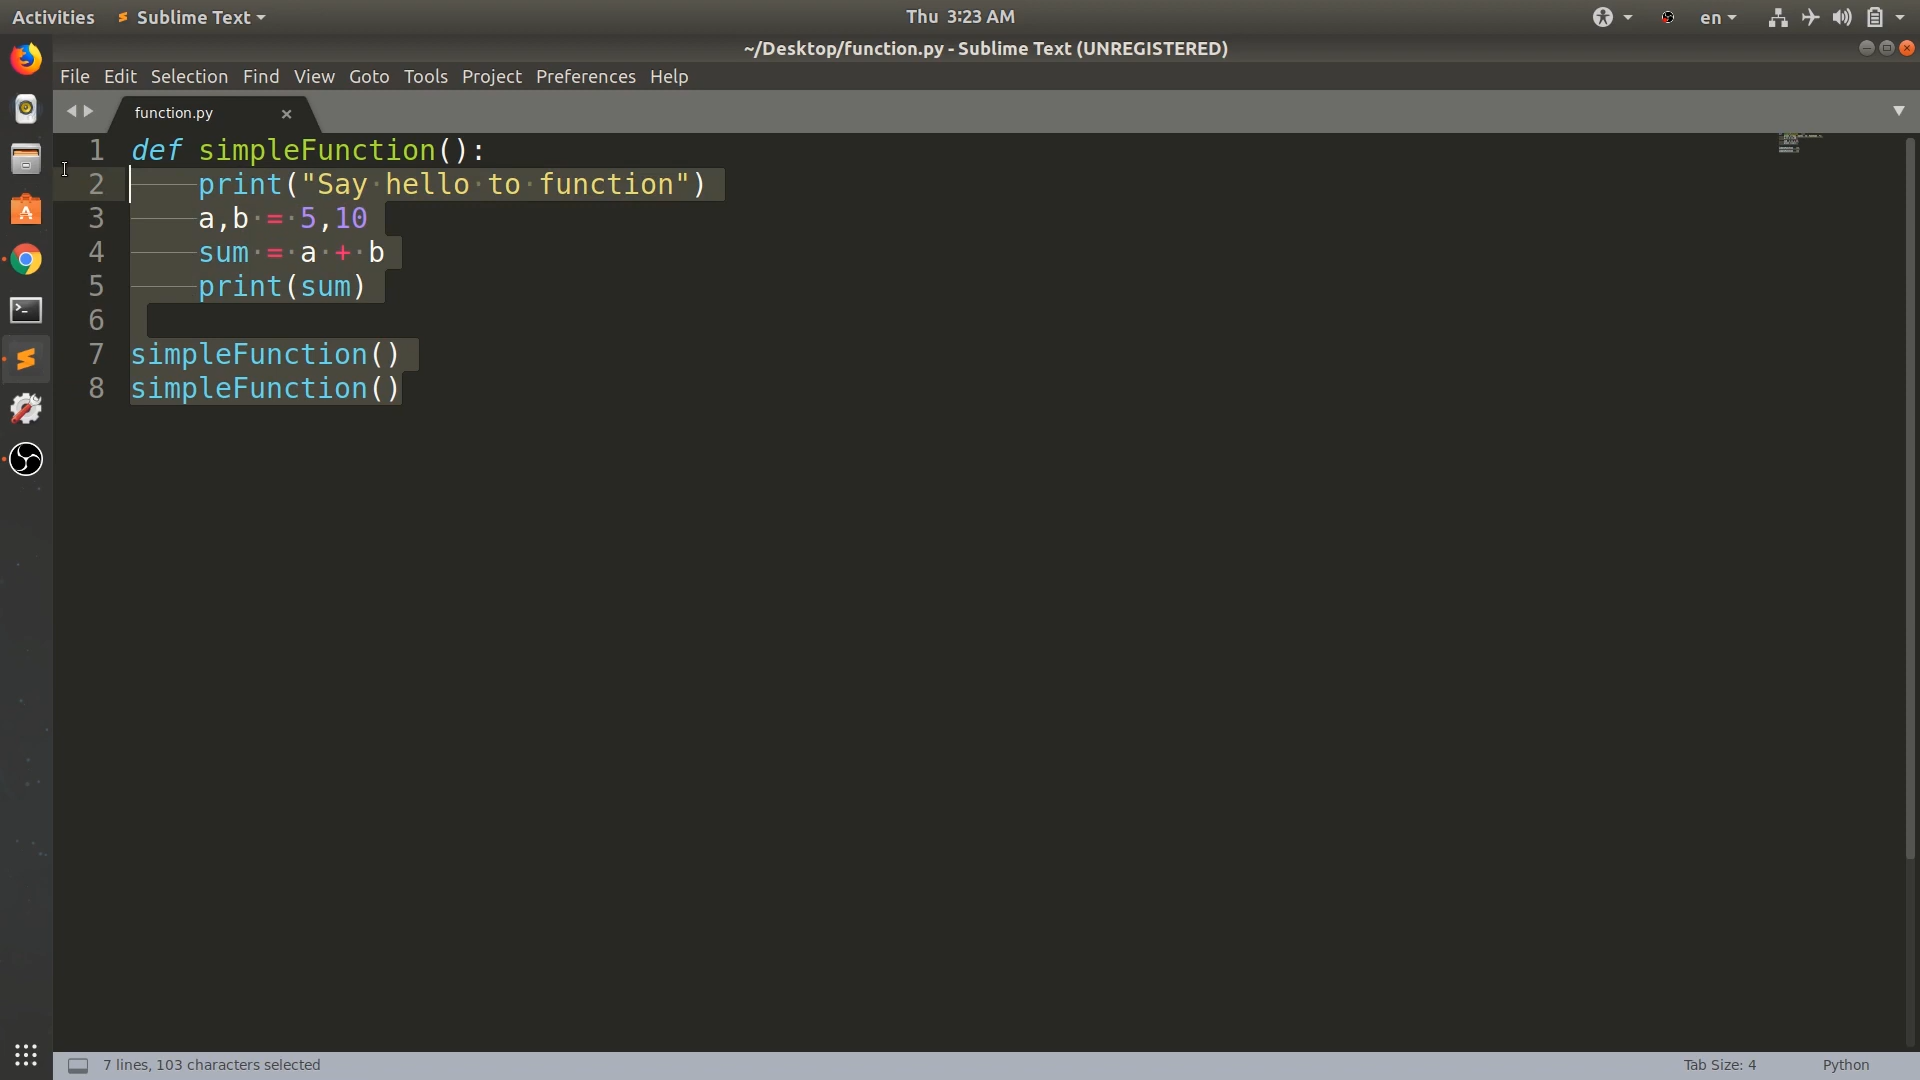 Activities Sublime Text Thu 3:23 AM en
~/Desktop/function.py - Sublime Text (UNREGISTERED)
File Edit Selection Find View Goto Tools Project Preferences Help
function.py
1 def simpleFunction():
2 print("Say hello to function")
3 a,b = 5,10
4 sum = a + b
5 print(sum)
6
7 simpleFunction()
8 simpleFunction()
7 lines, 103 characters selected Tab Size: 4 Python